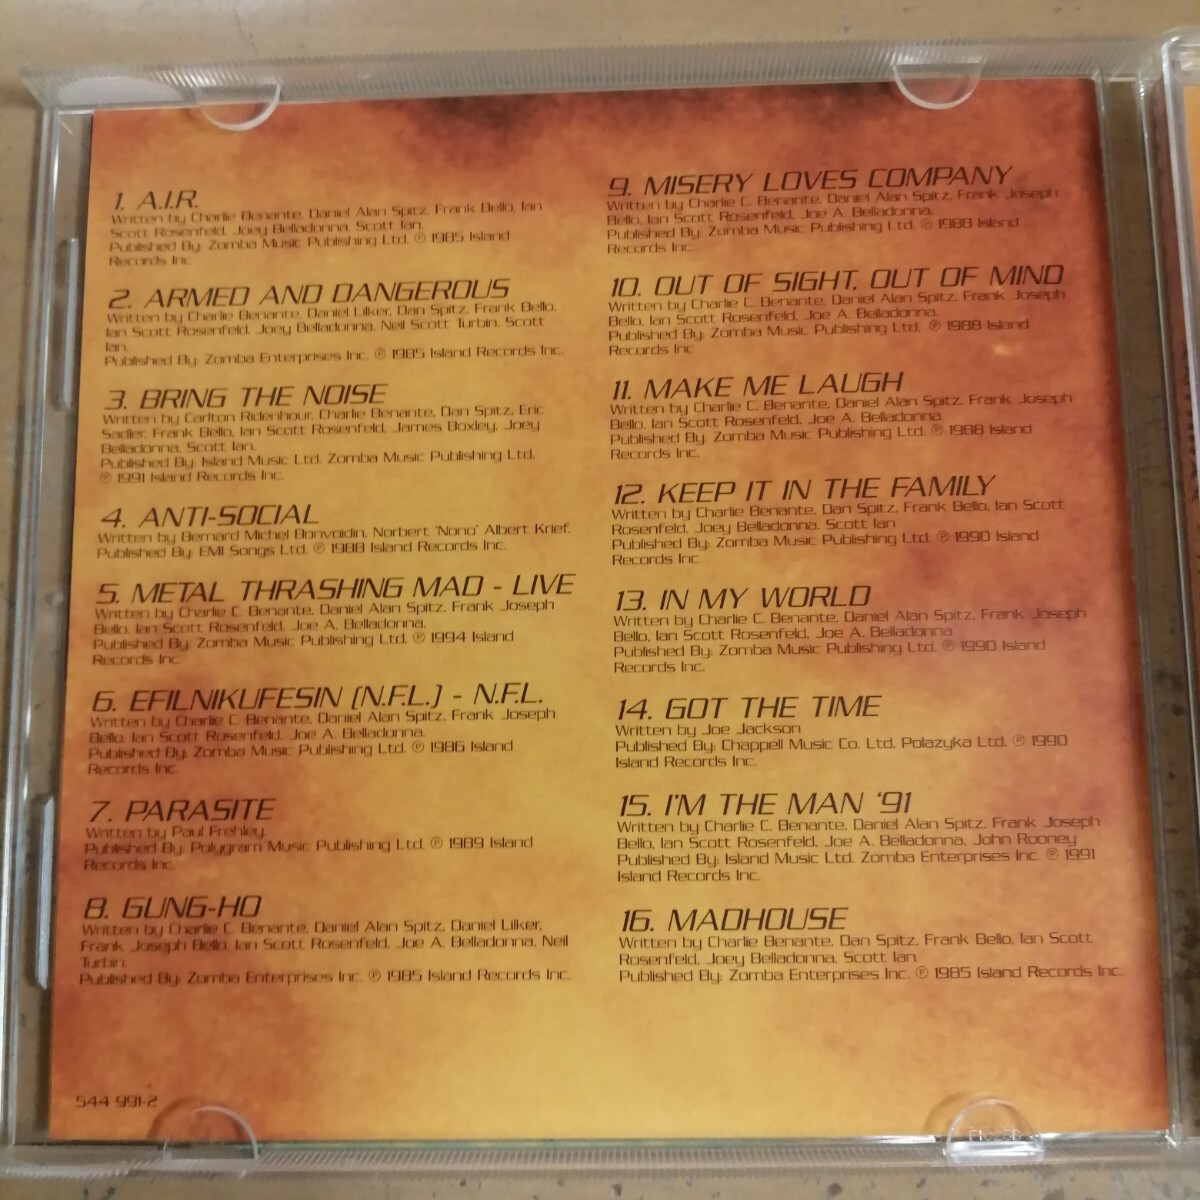 1. A.I.R.
Written by Charlie Benante, Daniel Alan Spitz, Frank Bello, Ian
Scott Rosenfeld, Joey Belladonna, Scott Ian.
Published By: Zomba Music Publishing Ltd. ℗ 1985 Island
Records Inc
2. ARMED AND DANGEROUS
Written by Charlie Benante, Daniel Lilker, Dan Spitz, Frank Bello,
Ian Scott Rosenfeld, Joey Belladonna, Neil Scott Turbin, Scott
Ian.
Published By: Zomba Enterprises Inc. ℗ 1985 Island Records Inc.
3. BRING THE NOISE
Written by Carlton Ridenhour, Charlie Benante, Dan Spitz, Eric
Sadler, Frank Bello, Ian Scott Rosenfeld, James Boxley, Joey
Belladonna, Scott Ian.
Published By: Island Music Ltd. Zomba Music Publishing Ltd.
℗ 1991 Island Records Inc.
4. ANTI-SOCIAL
Written by Bernard Michel Bonvoidin, Norbert 'Nono' Albert Krief.
Published By: EMI Songs Ltd. ℗ 1988 Island Records Inc.
5. METAL THRASHING MAD - LIVE
Written by Charlie C. Benante, Daniel Alan Spitz, Frank Joseph
Bello, Ian Scott Rosenfeld, Joe A. Belladonna.
Published By: Zomba Music Publishing Ltd. ℗ 1994 Island
Records Inc
6. EFILNIKUFESIN (N.F.L.) - N.F.L.
Written by Charlie C. Benante, Daniel Alan Spitz, Frank Joseph
Bello, Ian Scott Rosenfeld, Joe A. Belladonna.
Published By: Zomba Music Publishing Ltd. ℗ 1986 Island
Records Inc.
7. PARASITE
Written by Paul Frehley.
Published By: Polygram Music Publishing Ltd. ℗ 1989 Island
Records Inc.
8. GUNG-HO
Written by Charlie C. Benante, Daniel Alan Spitz, Daniel Lilker,
Frank Joseph Bello, Ian Scott Rosenfeld, Joe A. Belladonna, Neil
Turbin.
Published By: Zomba Enterprises Inc. ℗ 1985 Island Records Inc.
544 991-2
9. MISERY LOVES COMPANY
Written by Charlie C. Benante, Daniel Alan Spitz, Frank Joseph
Bello, Ian Scott Rosenfeld, Joe A. Belladonna.
Published By: Zomba Music Publishing Ltd. ℗ 1988 Island
Records Inc.
10. OUT OF SIGHT, OUT OF MIND
Written by Charlie C. Benante, Daniel Alan Spitz, Frank Joseph
Bello, Ian Scott Rosenfeld, Joe A. Belladonna.
Published By: Zomba Music Publishing Ltd. ℗ 1988 Island
Records Inc
11. MAKE ME LAUGH
Written by Charlie C. Benante, Daniel Alan Spitz, Frank Joseph
Bello, Ian Scott Rosenfeld, Joe A. Belladonna.
Published By: Zomba Music Publishing Ltd. ℗ 1988 Island
Records Inc.
12. KEEP IT IN THE FAMILY
Written by Charlie Benante, Dan Spitz, Frank Bello, Ian Scott
Rosenfeld, Joey Belladonna, Scott Ian
Published By: Zomba Music Publishing Ltd. ℗ 1990 Island
Records Inc
13. IN MY WORLD
Written by Charlie C. Benante, Daniel Alan Spitz, Frank Joseph
Bello, Ian Scott Rosenfeld, Joe A. Belladonna
Published By: Zomba Music Publishing Ltd. ℗ 1990 Island
Records Inc.
14. GOT THE TIME
Written by Joe Jackson
Published By: Chappell Music Co. Ltd. Polazyka Ltd. ℗ 1990
Island Records Inc.
15. I'M THE MAN '91
Written by Charlie C. Benante, Daniel Alan Spitz, Frank Joseph
Bello, Ian Scott Rosenfeld, Joe A. Belladonna, John Rooney
Published By: Island Music Ltd. Zomba Enterprises Inc ℗ 1991
Island Records Inc.
16. MADHOUSE
Written by Charlie Benante, Dan Spitz, Frank Bello, Ian Scott
Rosenfeld, Joey Belladonna, Scott Ian.
Published By: Zomba Enterprises Inc. ℗ 1985 Island Records Inc.